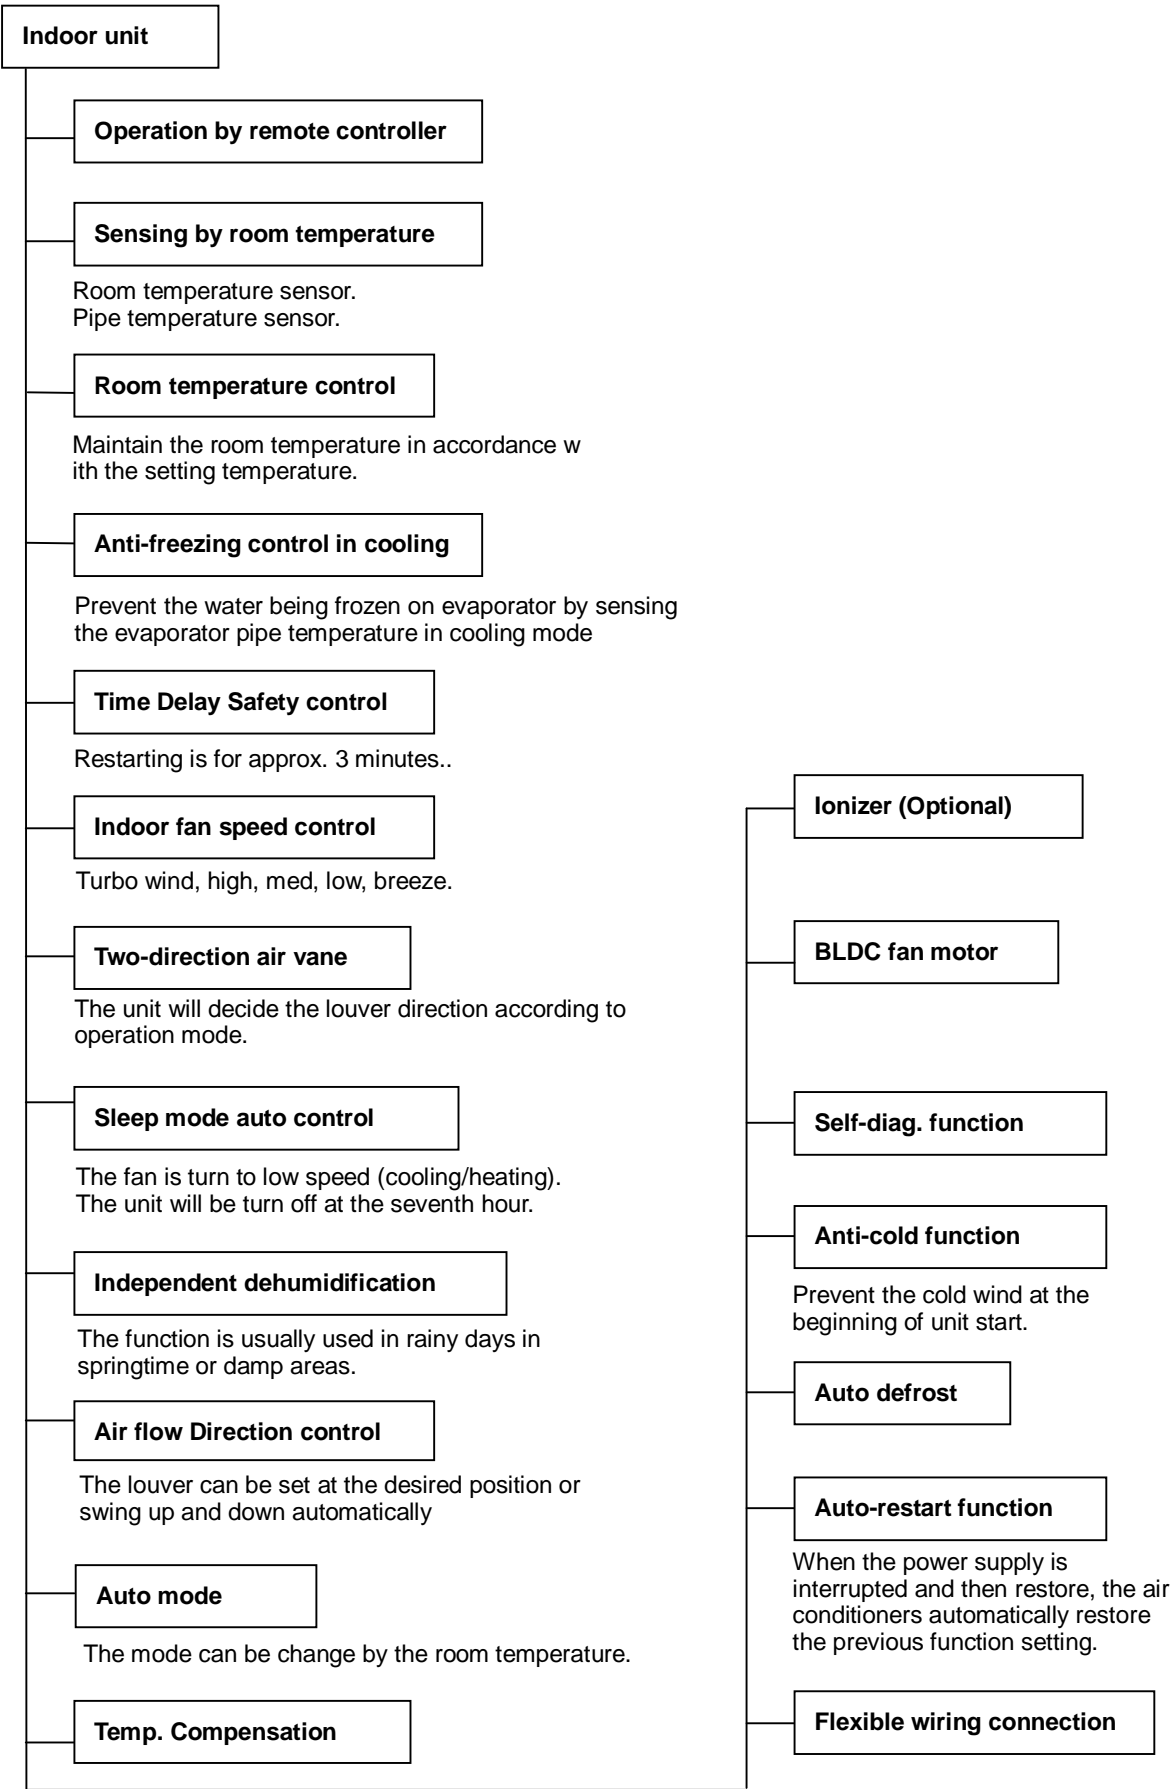 Indoor unit
Operation by remote controller
Sensing by room temperature
Room temperature sensor.
Pipe temperature sensor.
Room temperature control
Maintain the room temperature in accordance w
ith the setting temperature.
Anti-freezing control in cooling
Prevent the water being frozen on evaporator by sensing
the evaporator pipe temperature in cooling mode
Time Delay Safety control
Restarting is for approx. 3 minutes..
Indoor fan speed control
Turbo wind, high, med, low, breeze.
Two-direction air vane
The unit will decide the louver direction according to
operation mode.
Sleep mode auto control
The fan is turn to low speed (cooling/heating).
The unit will be turn off at the seventh hour.
Independent dehumidification
The function is usually used in rainy days in
springtime or damp areas.
Air flow Direction control
The louver can be set at the desired position or
swing up and down automatically
Auto mode
The mode can be change by the room temperature.
Temp. Compensation
Ionizer (Optional)
BLDC fan motor
Self-diag. function
Anti-cold function
Prevent the cold wind at the
beginning of unit start.
Auto defrost
Auto-restart function
When the power supply is
interrupted and then restore, the air
conditioners automatically restore
the previous function setting.
Flexible wiring connection